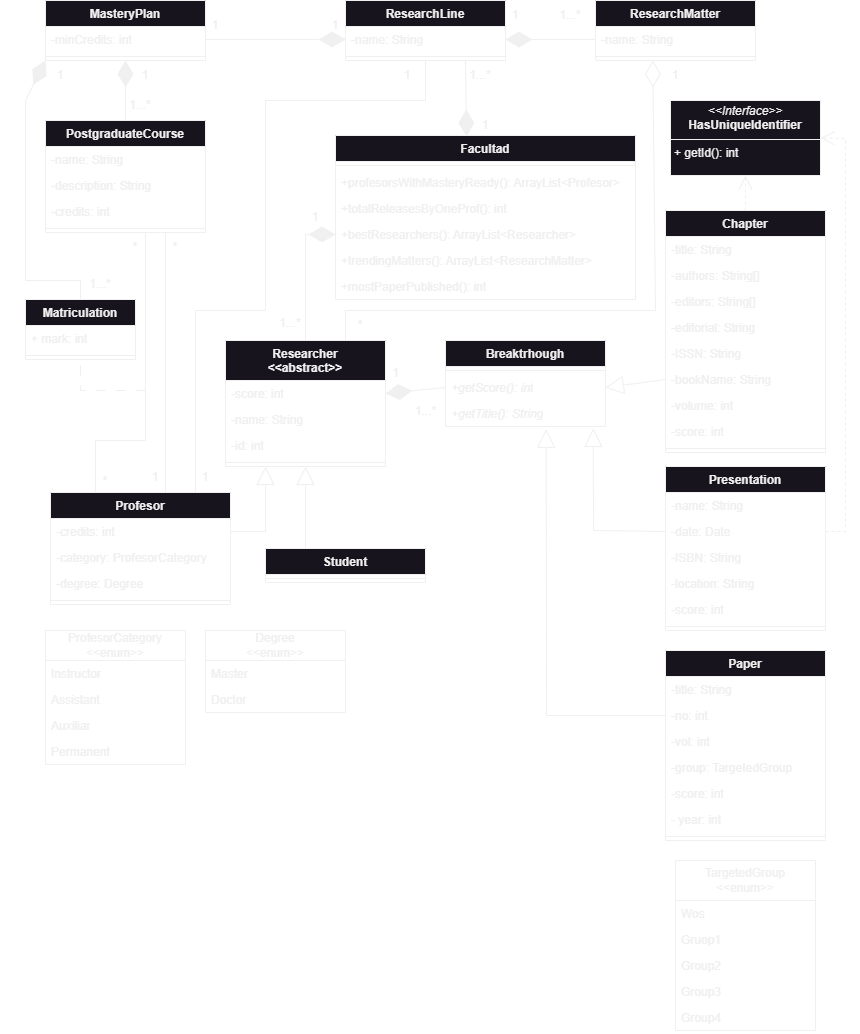 MasteryPlan
-minCredits: int
ResearchLine
-name: String
ResearchMatter
-name: String
1
1
1
1...*
1
1
1
1...*
1
1...*
1
<<Interface>>
HasUniqueIdentifier
+ getId(): int
PostgraduateCourse
-name: String
-description: String
-credits: int
Facultad
+profesorsWithMasteryReady(): ArrayList<Profesor>
+totalReleasesByOneProf(): int
+bestResearchers(): ArrayList<Researcher>
+trendingMatters(): ArrayList<ResearchMatter>
+mostPaperPublished(): int
1
Chapter
-title: String
-authors: String[]
-editors: String[]
-editorial: String
-ISSN: String
-bookName: String
-volume: int
-score: int
*
*
1...*
Matriculation
+ mark: int
1...*
*
Researcher
<<abstract>>
-score: int
-name: String
-id: int
1
1...*
Breaktrhough
+getScore(): int
+getTitle(): String
*
1
1
Profesor
-credits: int
-category: ProfesorCategory
-degree: Degree
Student
Presentation
-name: String
-date: Date
-ISBN: String
-location: String
-score: int
ProfesorCategory
<<enum>>
Instructor
Assistant
Auxiliar
Permanent
Degree
<<enum>>
Master
Doctor
Paper
-title: String
-no: int
-vol: int
-group: TargetedGroup
-score: int
- year: int
TargetedGroup
<<enum>>
Wos
Gruop1
Group2
Group3
Group4